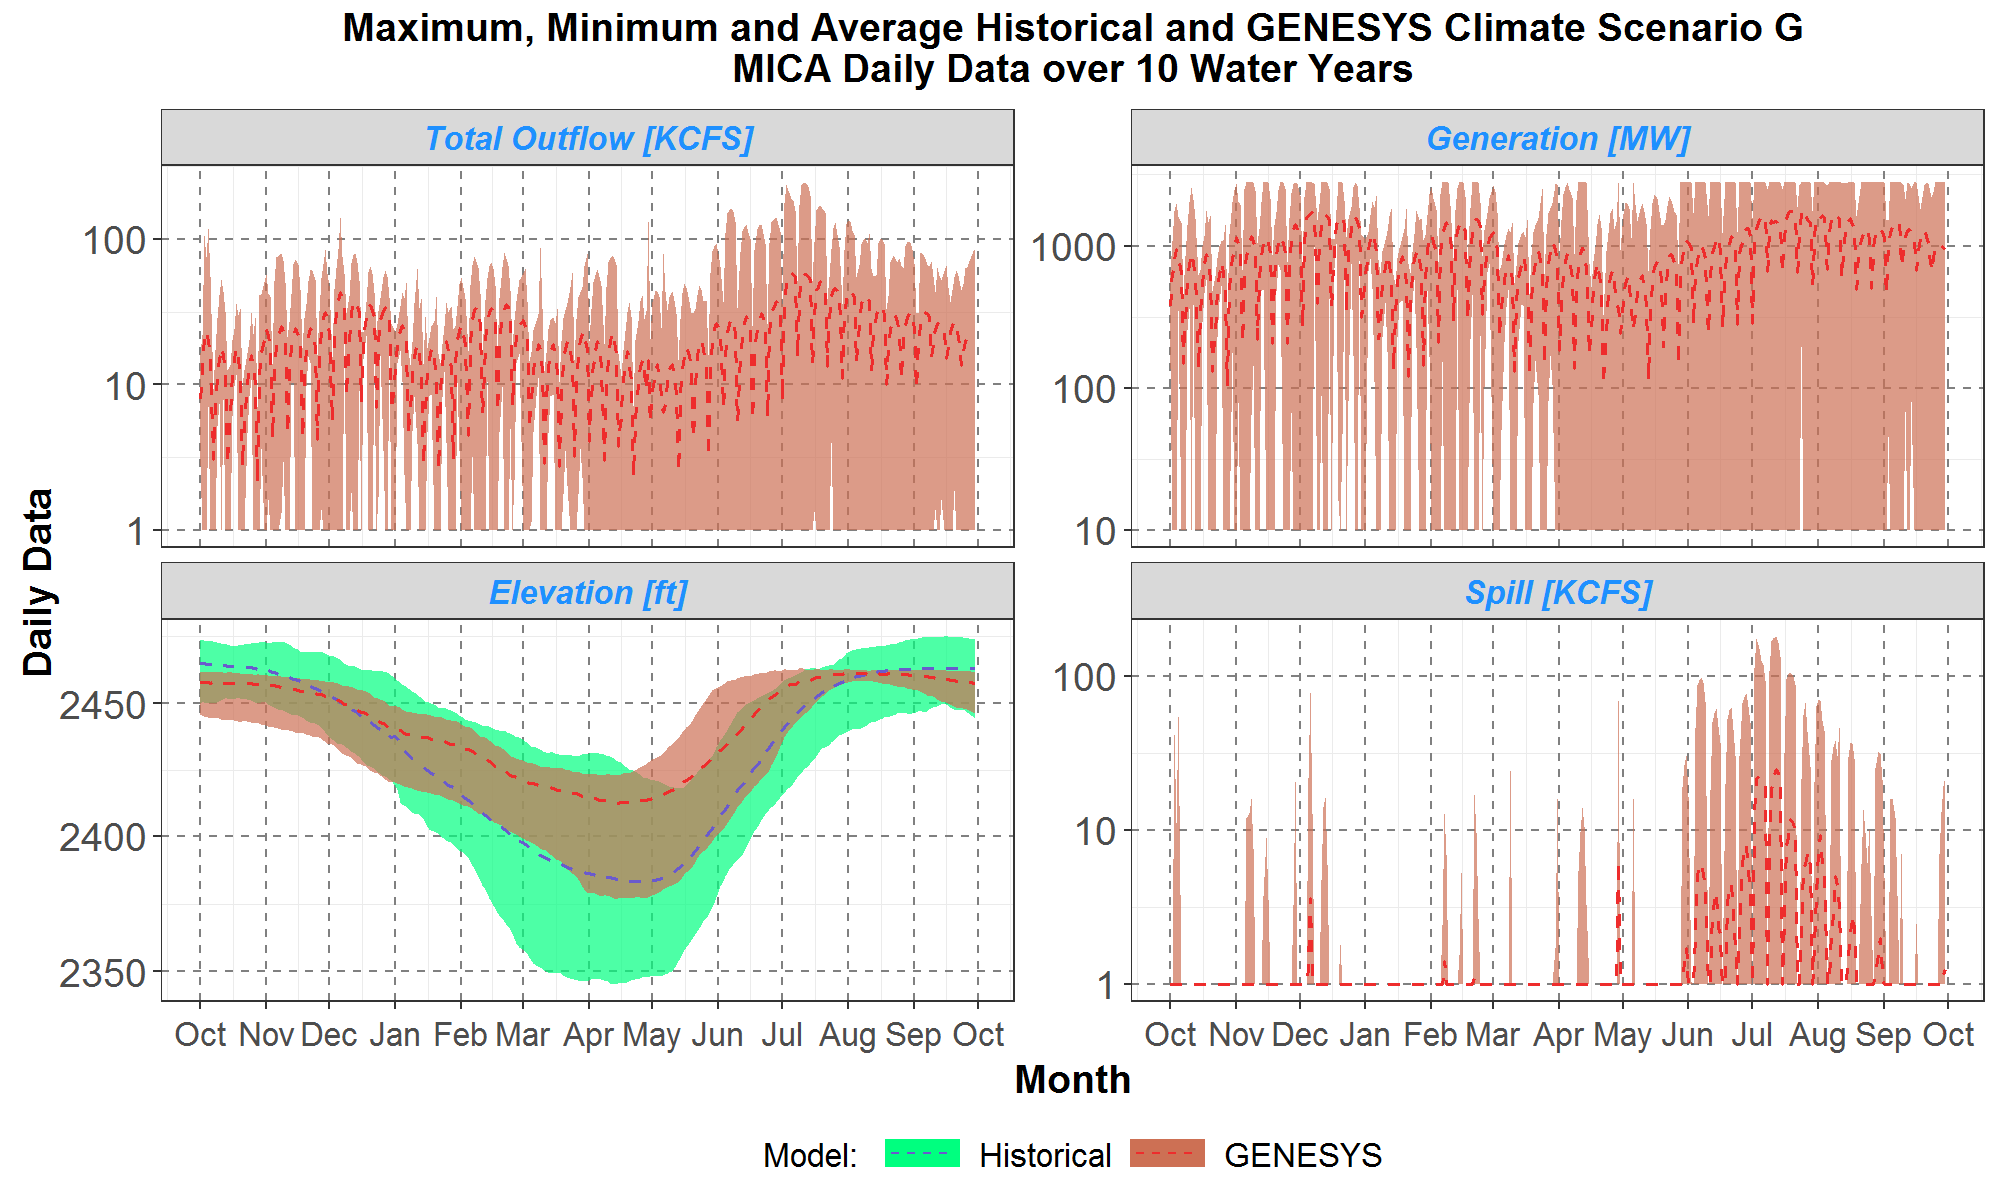 Maximum, Minimum and Average Historical and GENESYS Climate Scenario G
MICA Daily Data over 10 Water Years
Total Outflow [KCFS]
Generation [MW]
100
10
1
1000
100
10
Daily Data
Elevation [ft]
Spill [KCFS]
2450
2400
2350
100
10
1
Oct Nov Dec Jan Feb Mar Apr May Jun Jul Aug Sep Oct
Oct Nov Dec Jan Feb Mar Apr May Jun Jul Aug Sep Oct
Month
Model: Historical GENESYS